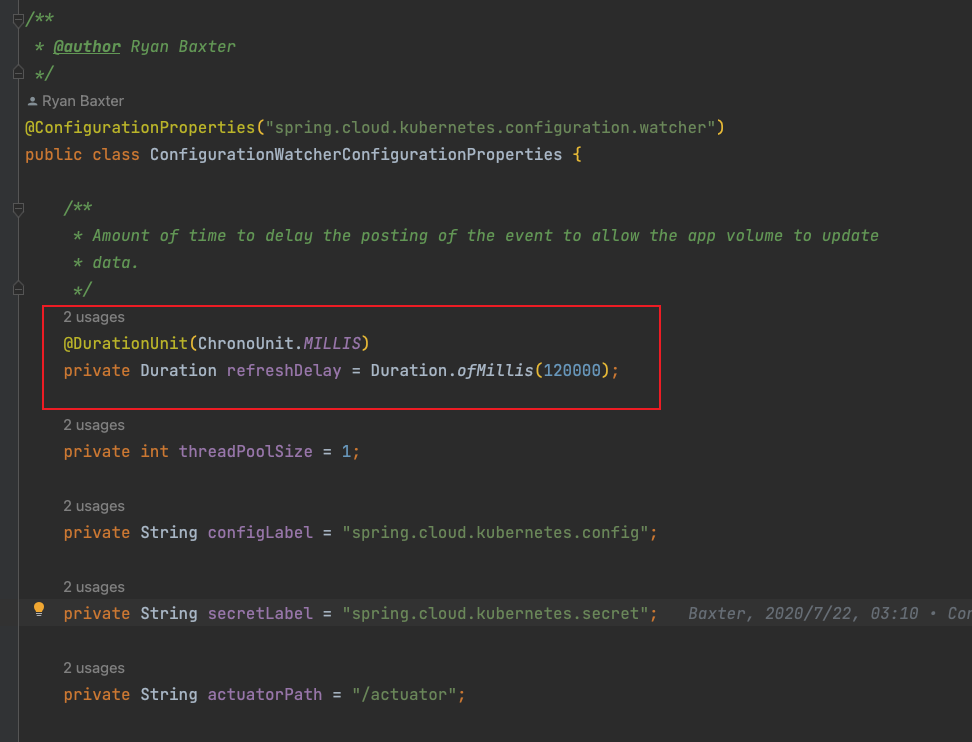 /**
* @author Ryan Baxter
*/
Ryan Baxter
@ConfigurationProperties("spring.cloud.kubernetes.configuration.watcher")
public class ConfigurationWatcherConfigurationProperties {
/**
* Amount of time to delay the posting of the event to allow the app volume to update
* data.
*/
2 usages
@DurationUnit(ChronoUnit.MILLIS)
private Duration refreshDelay = Duration.ofMillis(120000);
2 usages
private int threadPoolSize = 1;
2 usages
private String configLabel = "spring.cloud.kubernetes.config";
2 usages
private String secretLabel = "spring.cloud.kubernetes.secret"; Baxter, 2020/7/22, 03:10 •
2 usages
private String actuatorPath = "/actuator";